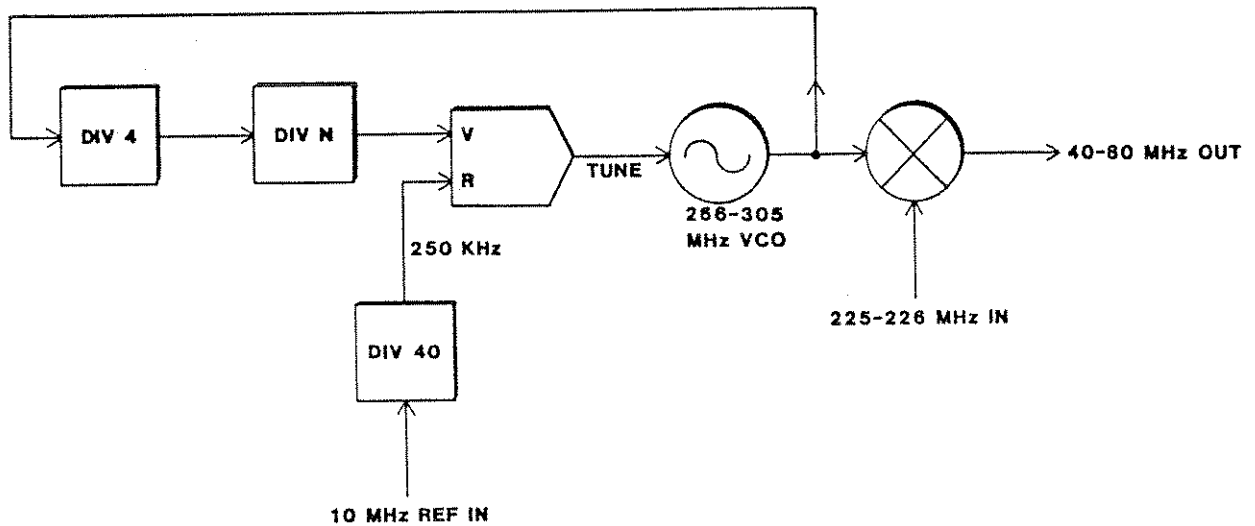 DIV 4
DIV N
V
R
TUNE
40-80 MHz OUT
266-305
MHz VCO
250 KHz
225-226 MHz IN
DIV 40
10 MHz REF IN